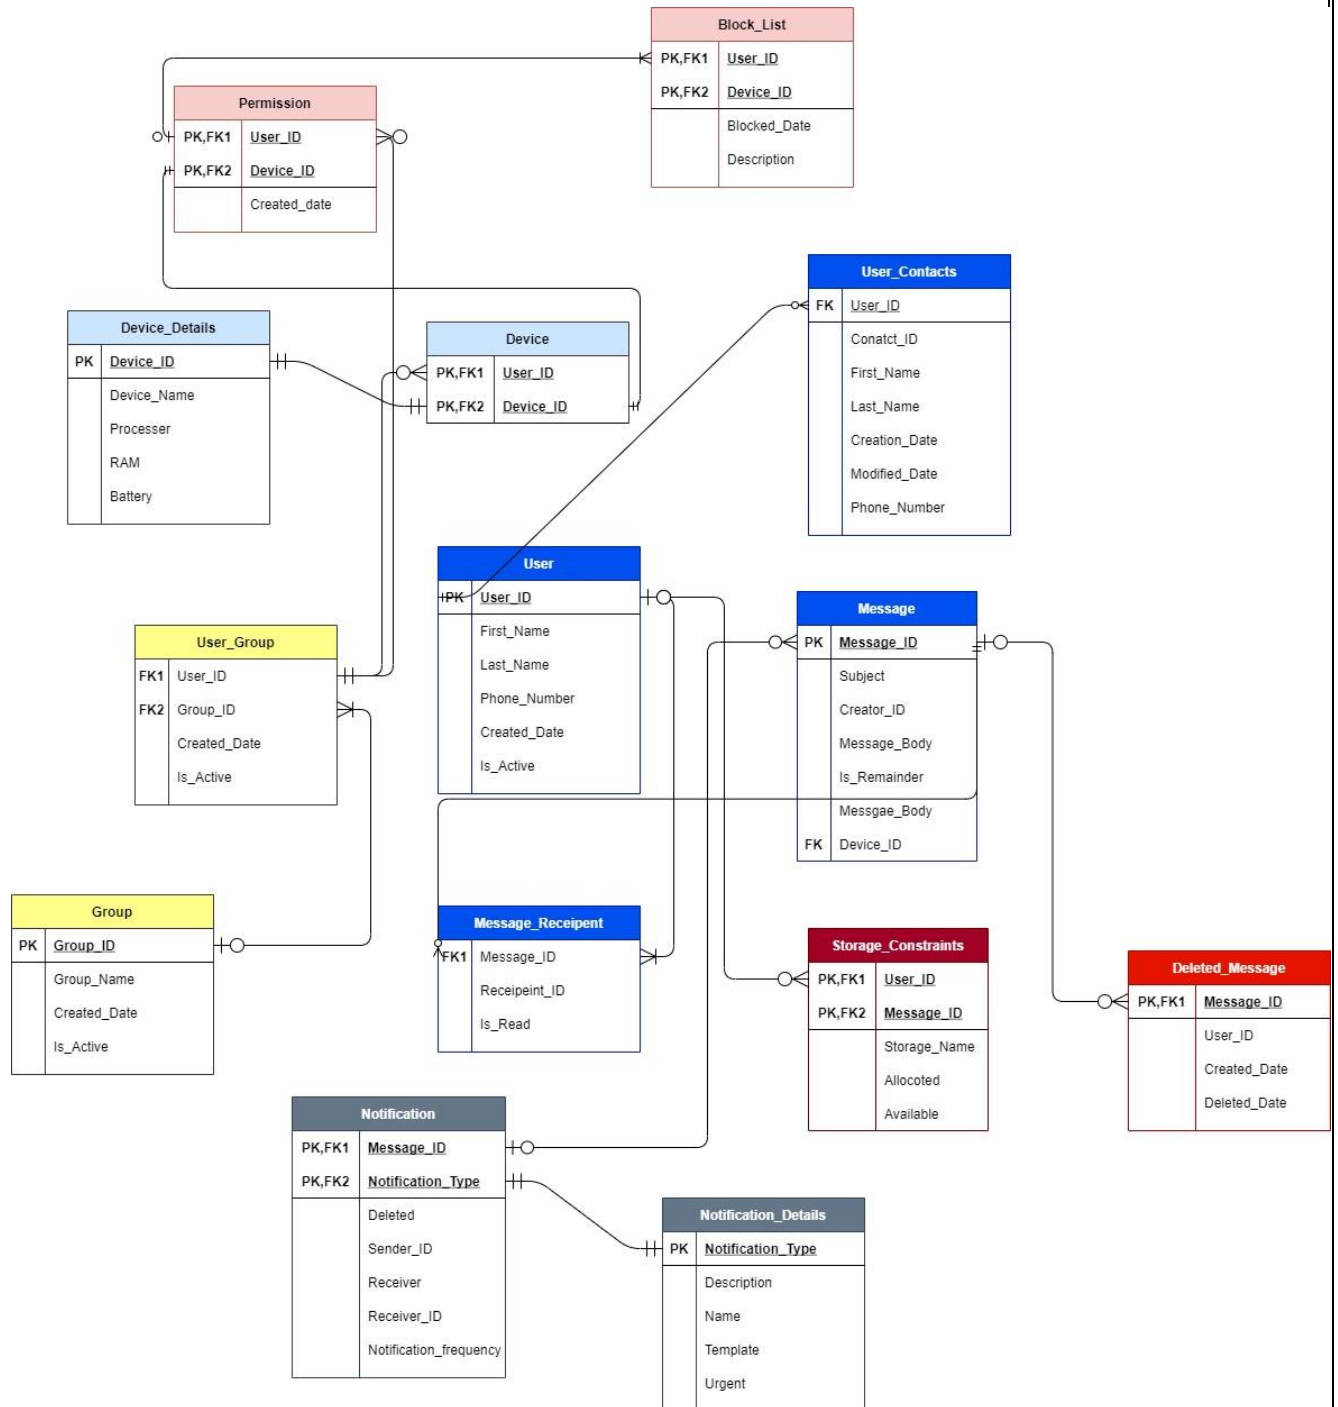 Block_List
PK,FK1 User_ID
PK,FK2 Device_ID
Blocked_Date
Description
Permission
PK,FK1 User_ID
PK,FK2 Device_ID
Created_date
User_Contacts
FK User_ID
Conatct_ID
First_Name
Last_Name
Creation_Date
Modified_Date
Phone_Number
Device_Details
PK Device_ID
Device_Name
Processer
RAM
Battery
Device
PK,FK1 User_ID
PK,FK2 Device_ID
User
PK User_ID
First_Name
Last_Name
Phone_Number
Created_Date
Is_Active
Message
PK Message_ID
Subject
Creator_ID
Message_Body
Is_Remainder
Messgae_Body
FK Device_ID
User_Group
FK1 User_ID
FK2 Group_ID
Created_Date
Is_Active
Group
PK Group_ID
Group_Name
Created_Date
Is_Active
Message_Receipent
FK1 Message_ID
Receipeint_ID
Is_Read
Storage_Constraints
PK,FK1 User_ID
PK,FK2 Message_ID
Storage_Name
Allocoted
Available
Deleted_Message
PK,FK1 Message_ID
User_ID
Created_Date
Deleted_Date
Notification
PK,FK1 Message_ID
PK,FK2 Notification_Type
Deleted
Sender_ID
Receiver
Receiver_ID
Notification_frequency
Notification_Details
PK Notification_Type
Description
Name
Template
Urgent